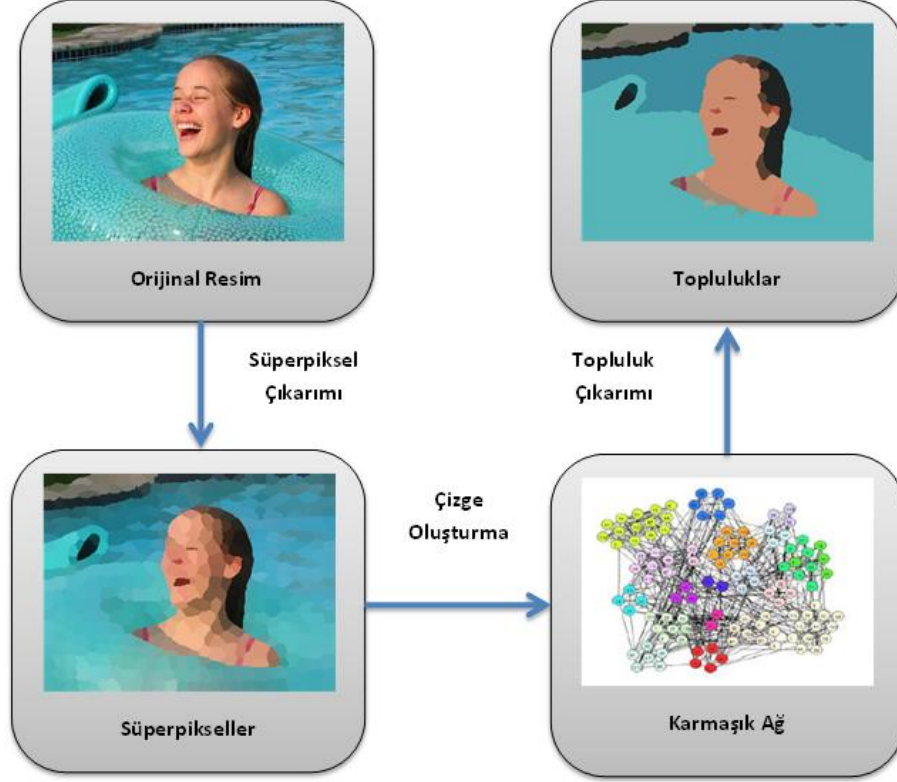 Orijinal Resim
Topluluklar
Süperpiksel
Çıkarımı
Topluluk
Çıkarımı
Çizge
Oluşturma
Süperpikseller
Karmaşık Ağ